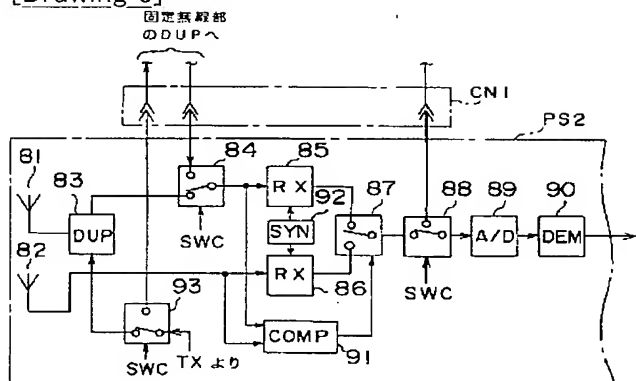 固定無線部
のDUPへ
CN1
PS2
81
83
84
85
RX
92
87
88
89
90
DUP
82
SWC
SYN
A/D
DEM
93
RX
86
SWC
COMP
91
SWC
TXより